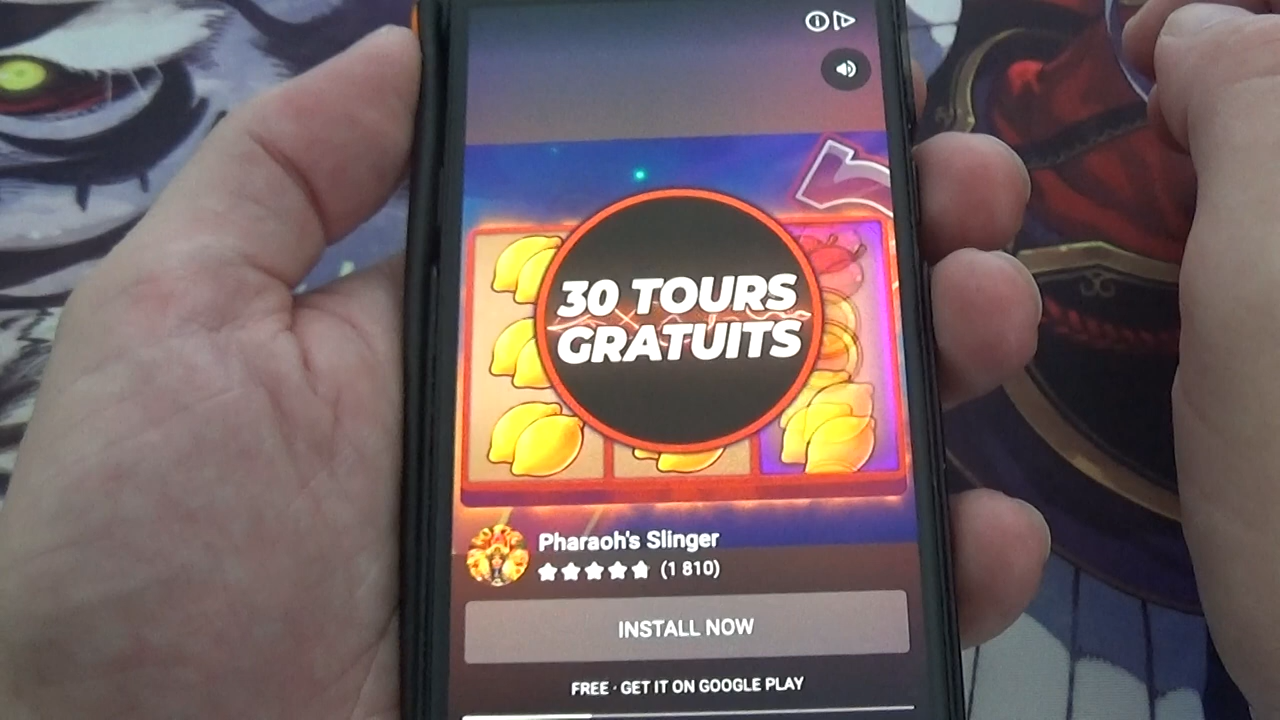 30 TOURS
GRATUITS
Pharaoh's Slinger
(1 810)
INSTALL NOW
FREE · GET IT ON GOOGLE PLAY